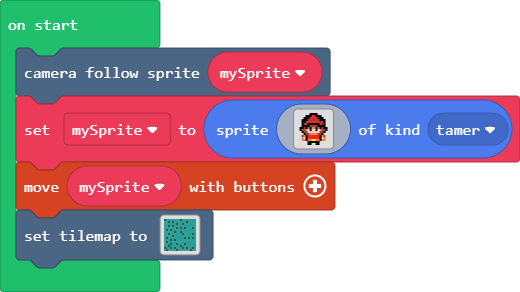 on start
camera follow sprite mySprite
set mySprite to sprite of kind tamer
move mySprite with buttons
set tilemap to